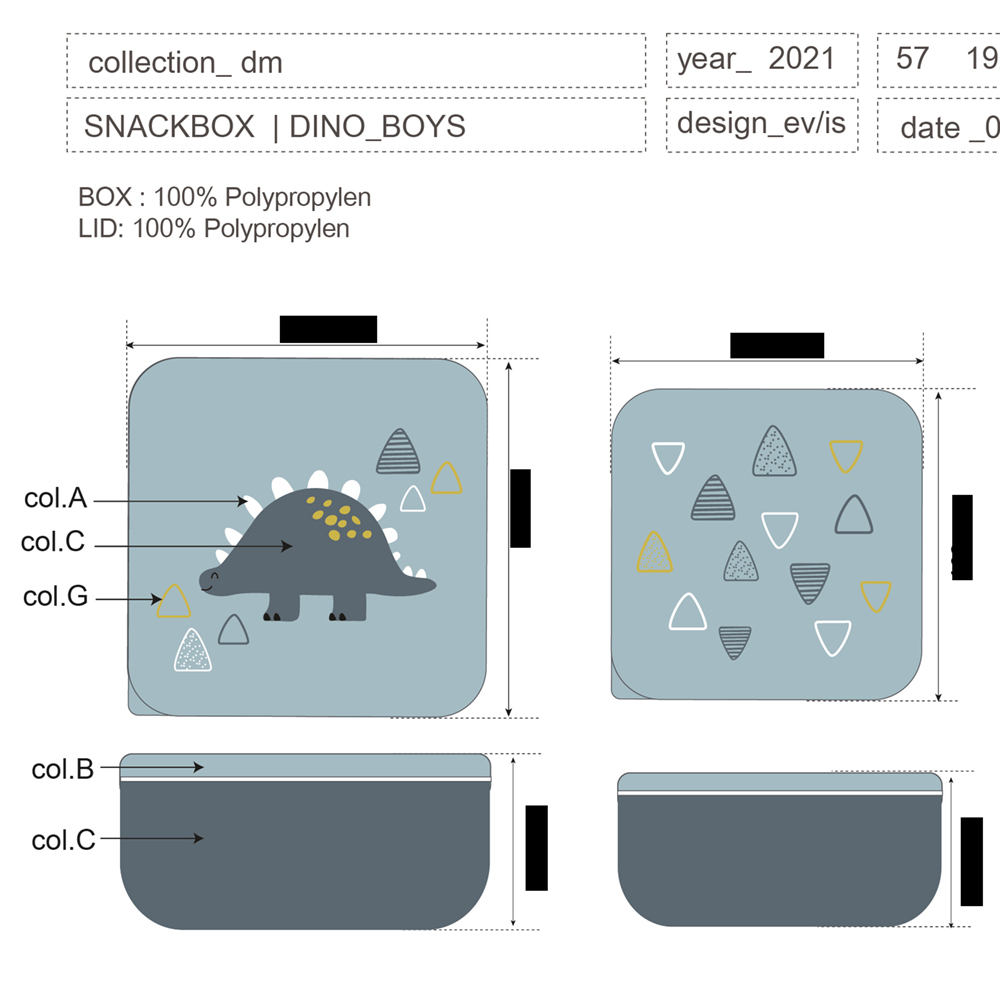 collection_ dm
year_ 2021
57 19
SNACKBOX | DINO_BOYS
design_ev/is
date _0
BOX : 100% Polypropylen
LID: 100% Polypropylen
col.A
col.C
col.G
col.B
col.C